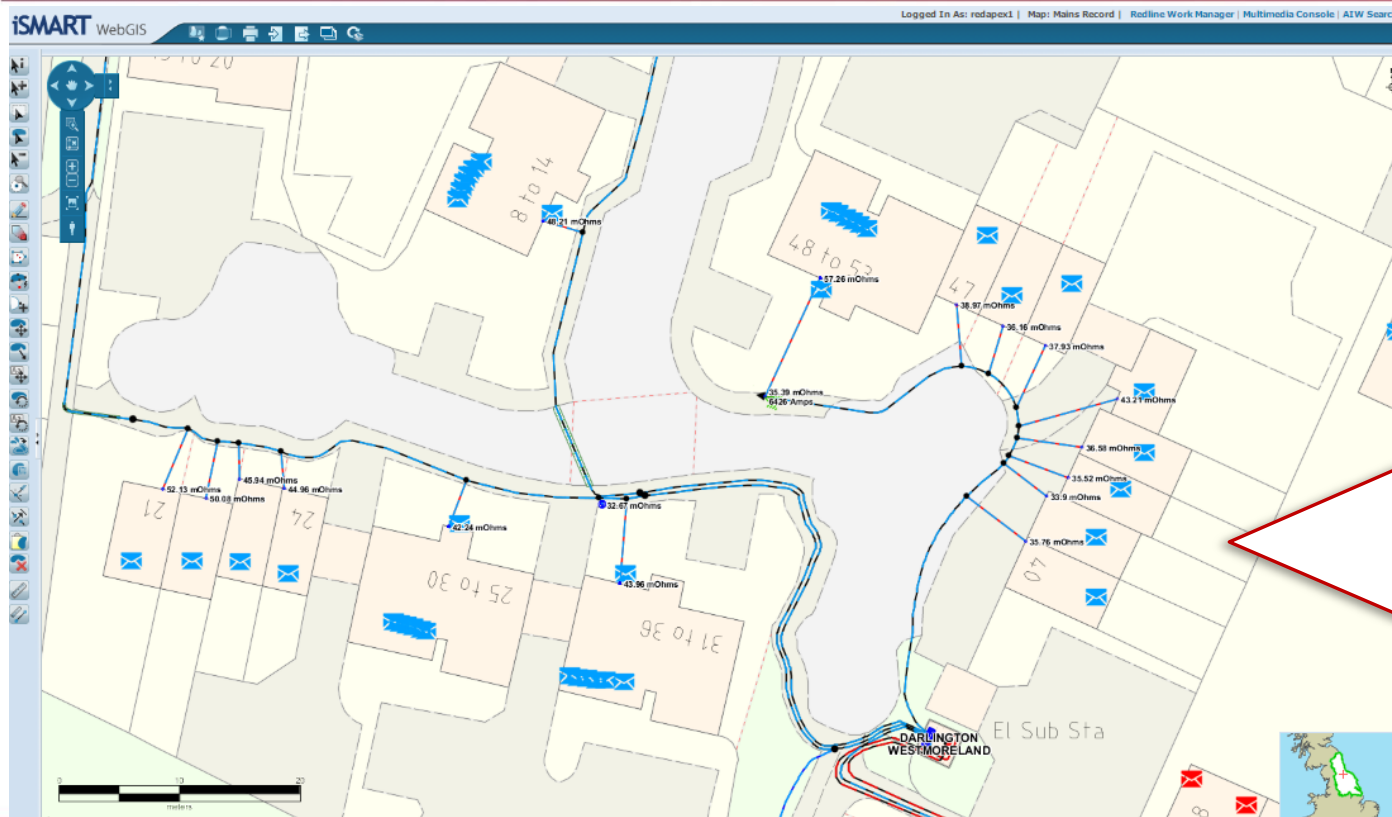 iSMART WebGIS
Logged In As: redapex1 | Map: Mains Record | Redline Work Manager | Multimedia Console | AIW Searc
8 to 14
48.21 mOhms
48 to 53
57.26 mOhms
47
38.97 mOhms
36.16 mOhms
37.93 mOhms
35.39 mOhms
6426 Amps
43.21 mOhms
36.58 mOhms
35.52 mOhms
33.9 mOhms
35.76 mOhms
40
52.13 mOhms
50.08 mOhms
45.94 mOhms
44.96 mOhms
21
24
42.24 mOhms
25 to 30
32.67 mOhms
43.96 mOhms
31 to 36
DARLINGTON
WESTMORELAND
El Sub Sta
0 10 20
meters
8